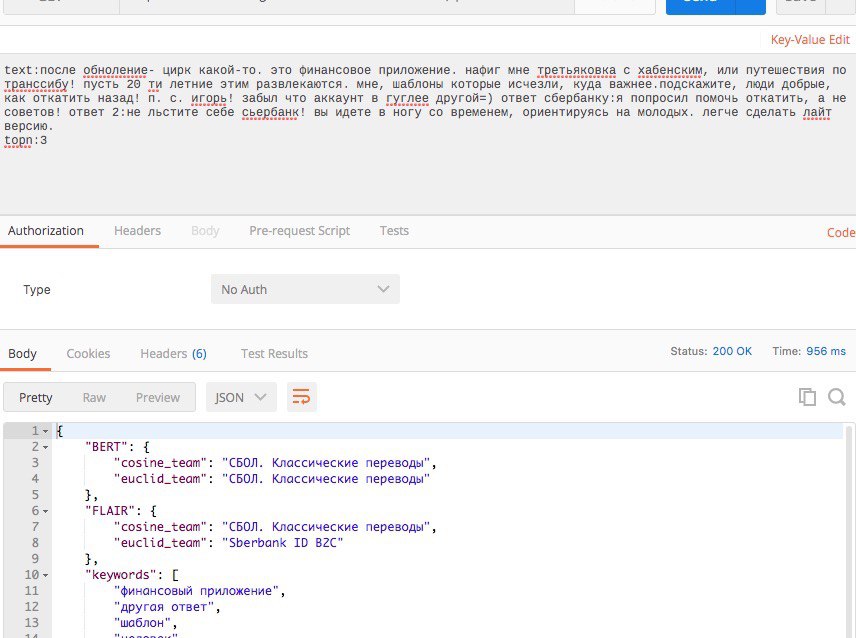 Key-Value Edit
text:после обноление- цирк какой-то. это финансовое приложение. нафиг мне третьяковка с хабенским, или путешествия по
транссибу! пусть 20 ти летние этим развлекаются. мне, шаблоны которые исчезли, куда важнее.подскажите, люди добрые,
как откатить назад! п. с. игорь! забыл что аккаунт в гуглее другой=) ответ сбербанку:я попросил помочь откатить, а не
советов! ответ 2:не льстите себе сьербанк! вы идете в ногу со временем, ориентируясь на молодых. легче сделать лайт
версию.
topn:3
Authorization Headers Body Pre-request Script Tests Code
Type No Auth
Body Cookies Headers (6) Test Results Status: 200 OK Time: 956 ms
Pretty Raw Preview JSON
1 {
2 "BERT": {
3 "cosine_team": "СБОЛ. Классические переводы",
4 "euclid_team": "СБОЛ. Классические переводы"
5 },
6 "FLAIR": {
7 "cosine_team": "СБОЛ. Классические переводы",
8 "euclid_team": "Sberbank ID B2C"
9 },
10 "keywords": [
11 "финансовый приложение",
12 "другая ответ",
13 "шаблон",